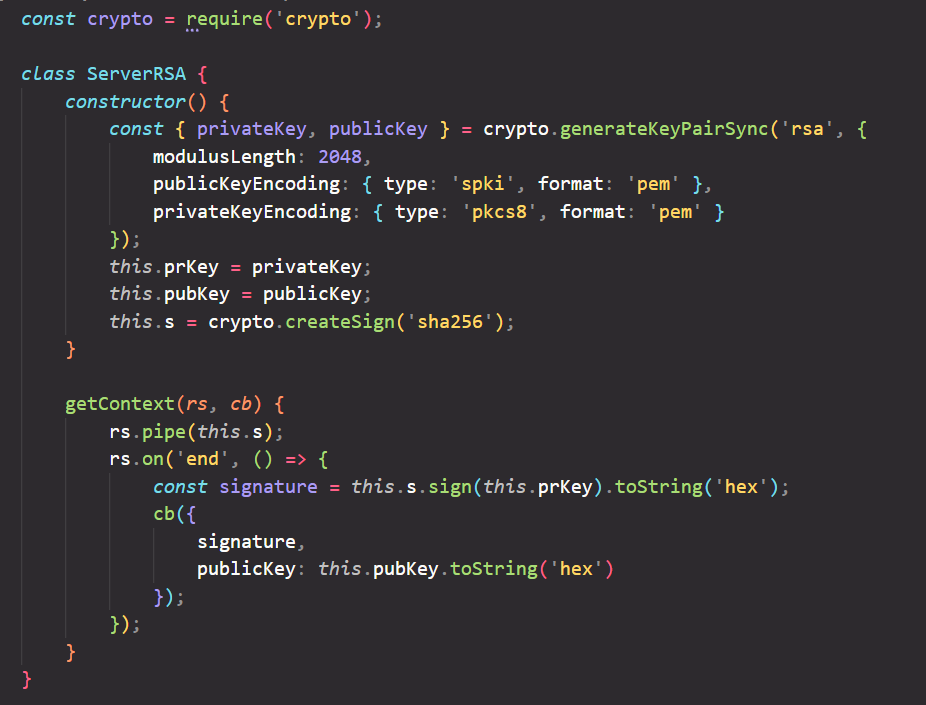 const crypto = require('crypto');
class ServerRSA {
constructor() {
const { privateKey, publicKey } = crypto.generateKeyPairSync('rsa', {
modulusLength: 2048,
publicKeyEncoding: { type: 'spki', format: 'pem' },
privateKeyEncoding: { type: 'pkcs8', format: 'pem' }
});
this.prKey = privateKey;
this.pubKey = publicKey;
this.s = crypto.createSign('sha256');
}
getContext(rs, cb) {
rs.pipe(this.s);
rs.on('end', () => {
const signature = this.s.sign(this.prKey).toString('hex');
cb({
signature,
publicKey: this.pubKey.toString('hex')
});
});
}
}